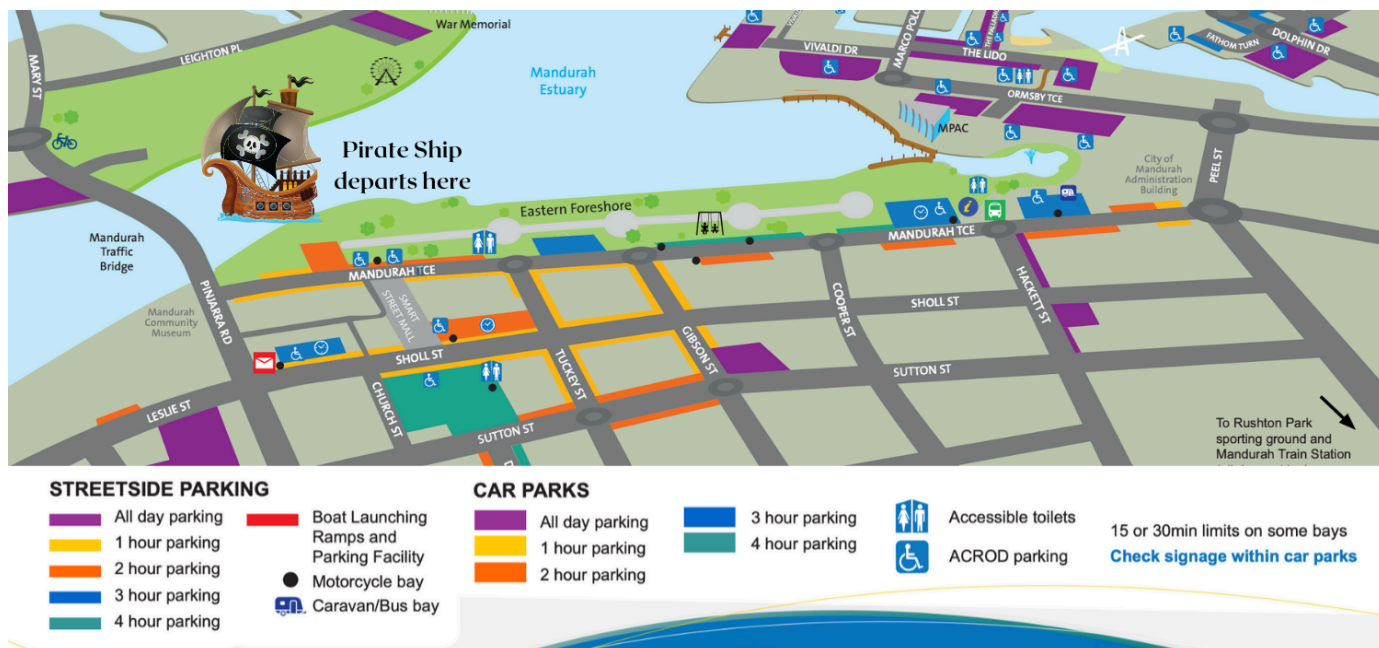 War Memorial
MARY ST
LEIGHTON PL
Mandurah
Estuary
VIVALDI DR
MARCO POLO
THE PALLADIO
THE LIDO
FATHOM TURN
DOLPHIN DR
ORMSBY TCE
MPAC
Pirate Ship
departs here
Eastern Foreshore
City of
Mandurah
Administration
Building
PEEL ST
Mandurah
Traffic
Bridge
MANDURAH TCE
MANDURAH TCE
PINJARRA RD
Mandurah
Community
Museum
SMART
STREET MALL
SHOLL ST
SHOLL ST
TUCKEY ST
GIBSON ST
COOPER ST
HACKETT ST
SUTTON ST
LESLIE ST
CHURCH ST
SUTTON ST
To Rushton Park
sporting ground and
Mandurah Train Station
STREETSIDE PARKING
All day parking
1 hour parking
2 hour parking
3 hour parking
4 hour parking
Boat Launching
Ramps and
Parking Facility
Motorcycle bay
Caravan/Bus bay
CAR PARKS
All day parking
1 hour parking
2 hour parking
3 hour parking
4 hour parking
Accessible toilets
ACROD parking
15 or 30min limits on some bays
Check signage within car parks